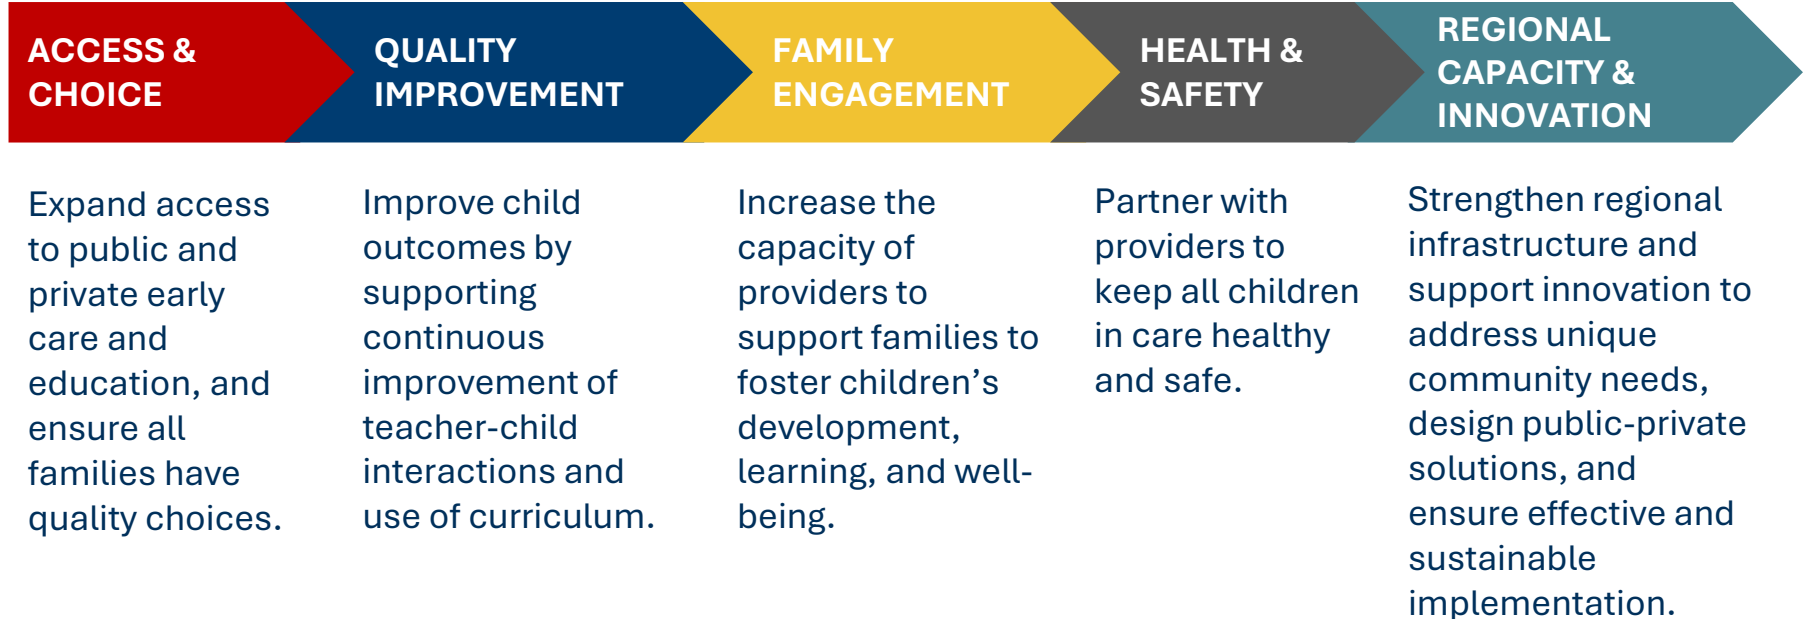 ACCESS &
CHOICE
QUALITY
IMPROVEMENT
FAMILY
ENGAGEMENT
HEALTH &
SAFETY
REGIONAL
CAPACITY &
INNOVATION
Expand access
to public and
private early
care and
education, and
ensure all
families have
quality choices.
Improve child
outcomes by
supporting
continuous
improvement of
teacher-child
interactions and
use of curriculum.
Increase the
capacity of
providers to
support families to
foster children’s
development,
learning, and well-
being.
Partner with
providers to
keep all children
in care healthy
and safe.
Strengthen regional
infrastructure and
support innovation to
address unique
community needs,
design public-private
solutions, and
ensure effective and
sustainable
implementation.